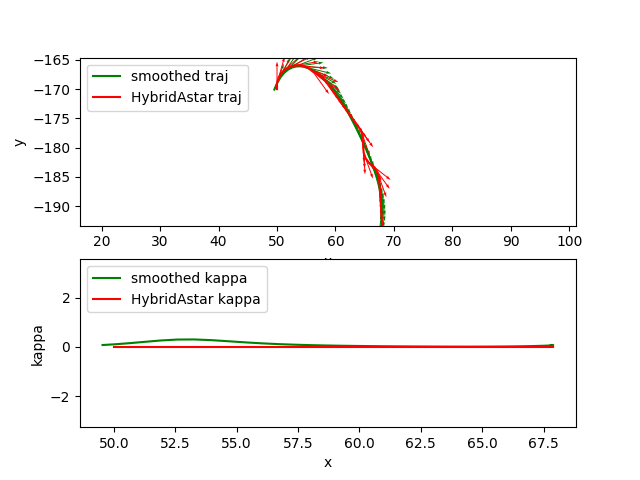 −165
−170
−175
−180
−185
−190
y
smoothed traj
HybridAstar traj
20 30 40 50 60 70 80 90 100
2
0
−2
kappa
smoothed kappa
HybridAstar kappa
50.0 52.5 55.0 57.5 60.0 62.5 65.0 67.5
x